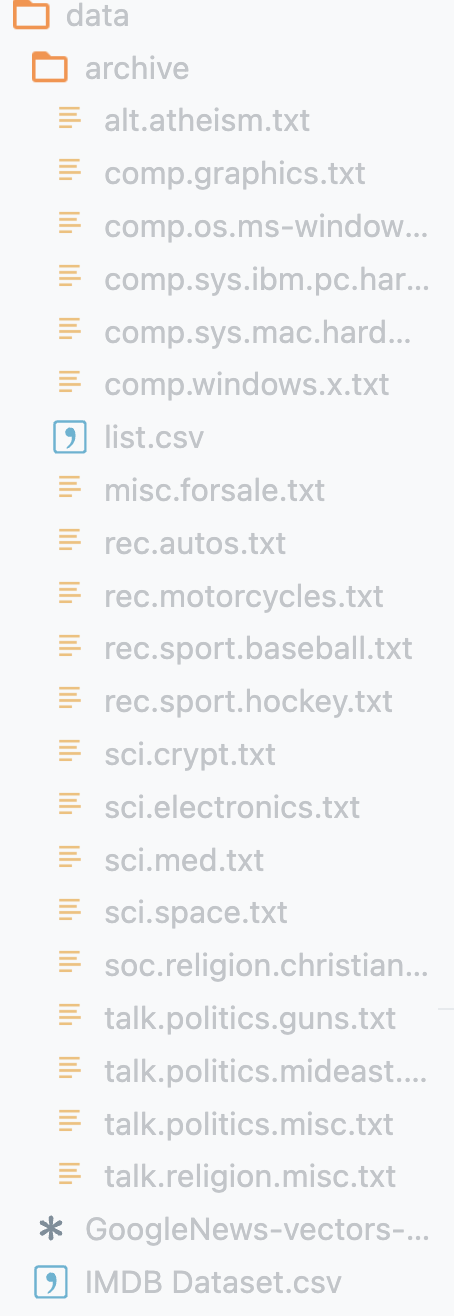 data
archive
alt.atheism.txt
comp.graphics.txt
comp.os.ms-window...
comp.sys.ibm.pc.har...
comp.sys.mac.hard...
comp.windows.x.txt
list.csv
misc.forsale.txt
rec.autos.txt
rec.motorcycles.txt
rec.sport.baseball.txt
rec.sport.hockey.txt
sci.crypt.txt
sci.electronics.txt
sci.med.txt
sci.space.txt
soc.religion.christian...
talk.politics.guns.txt
talk.politics.mideast....
talk.politics.misc.txt
talk.religion.misc.txt
GoogleNews-vectors-...
IMDB Dataset.csv